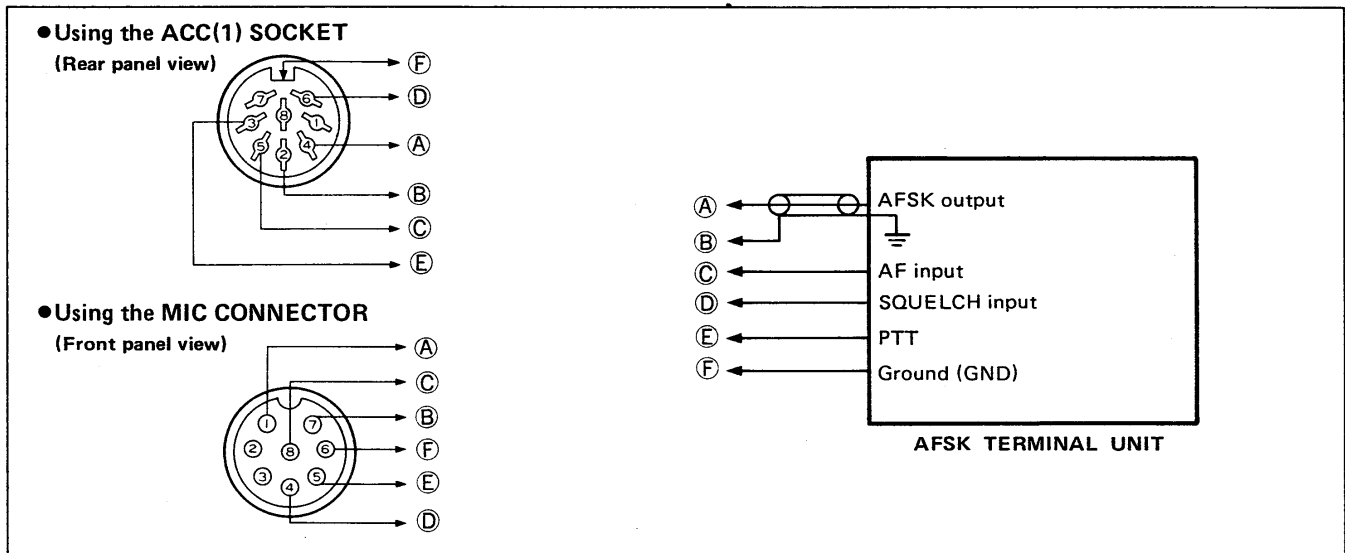 ●Using the ACC(1) SOCKET
(Rear panel view)
Ⓕ
Ⓓ
Ⓐ
Ⓑ
Ⓒ
Ⓔ
⑦ ⑥
③ ⑧ ①
⑤ ② ④
●Using the MIC CONNECTOR
(Front panel view)
Ⓐ
Ⓒ
Ⓑ
Ⓕ
Ⓔ
Ⓓ
① ⑦
② ⑧ ⑥
③ ④ ⑤
Ⓐ AFSK output
Ⓑ
Ⓒ AF input
Ⓓ SQUELCH input
Ⓔ PTT
Ⓕ Ground (GND)
AFSK TERMINAL UNIT